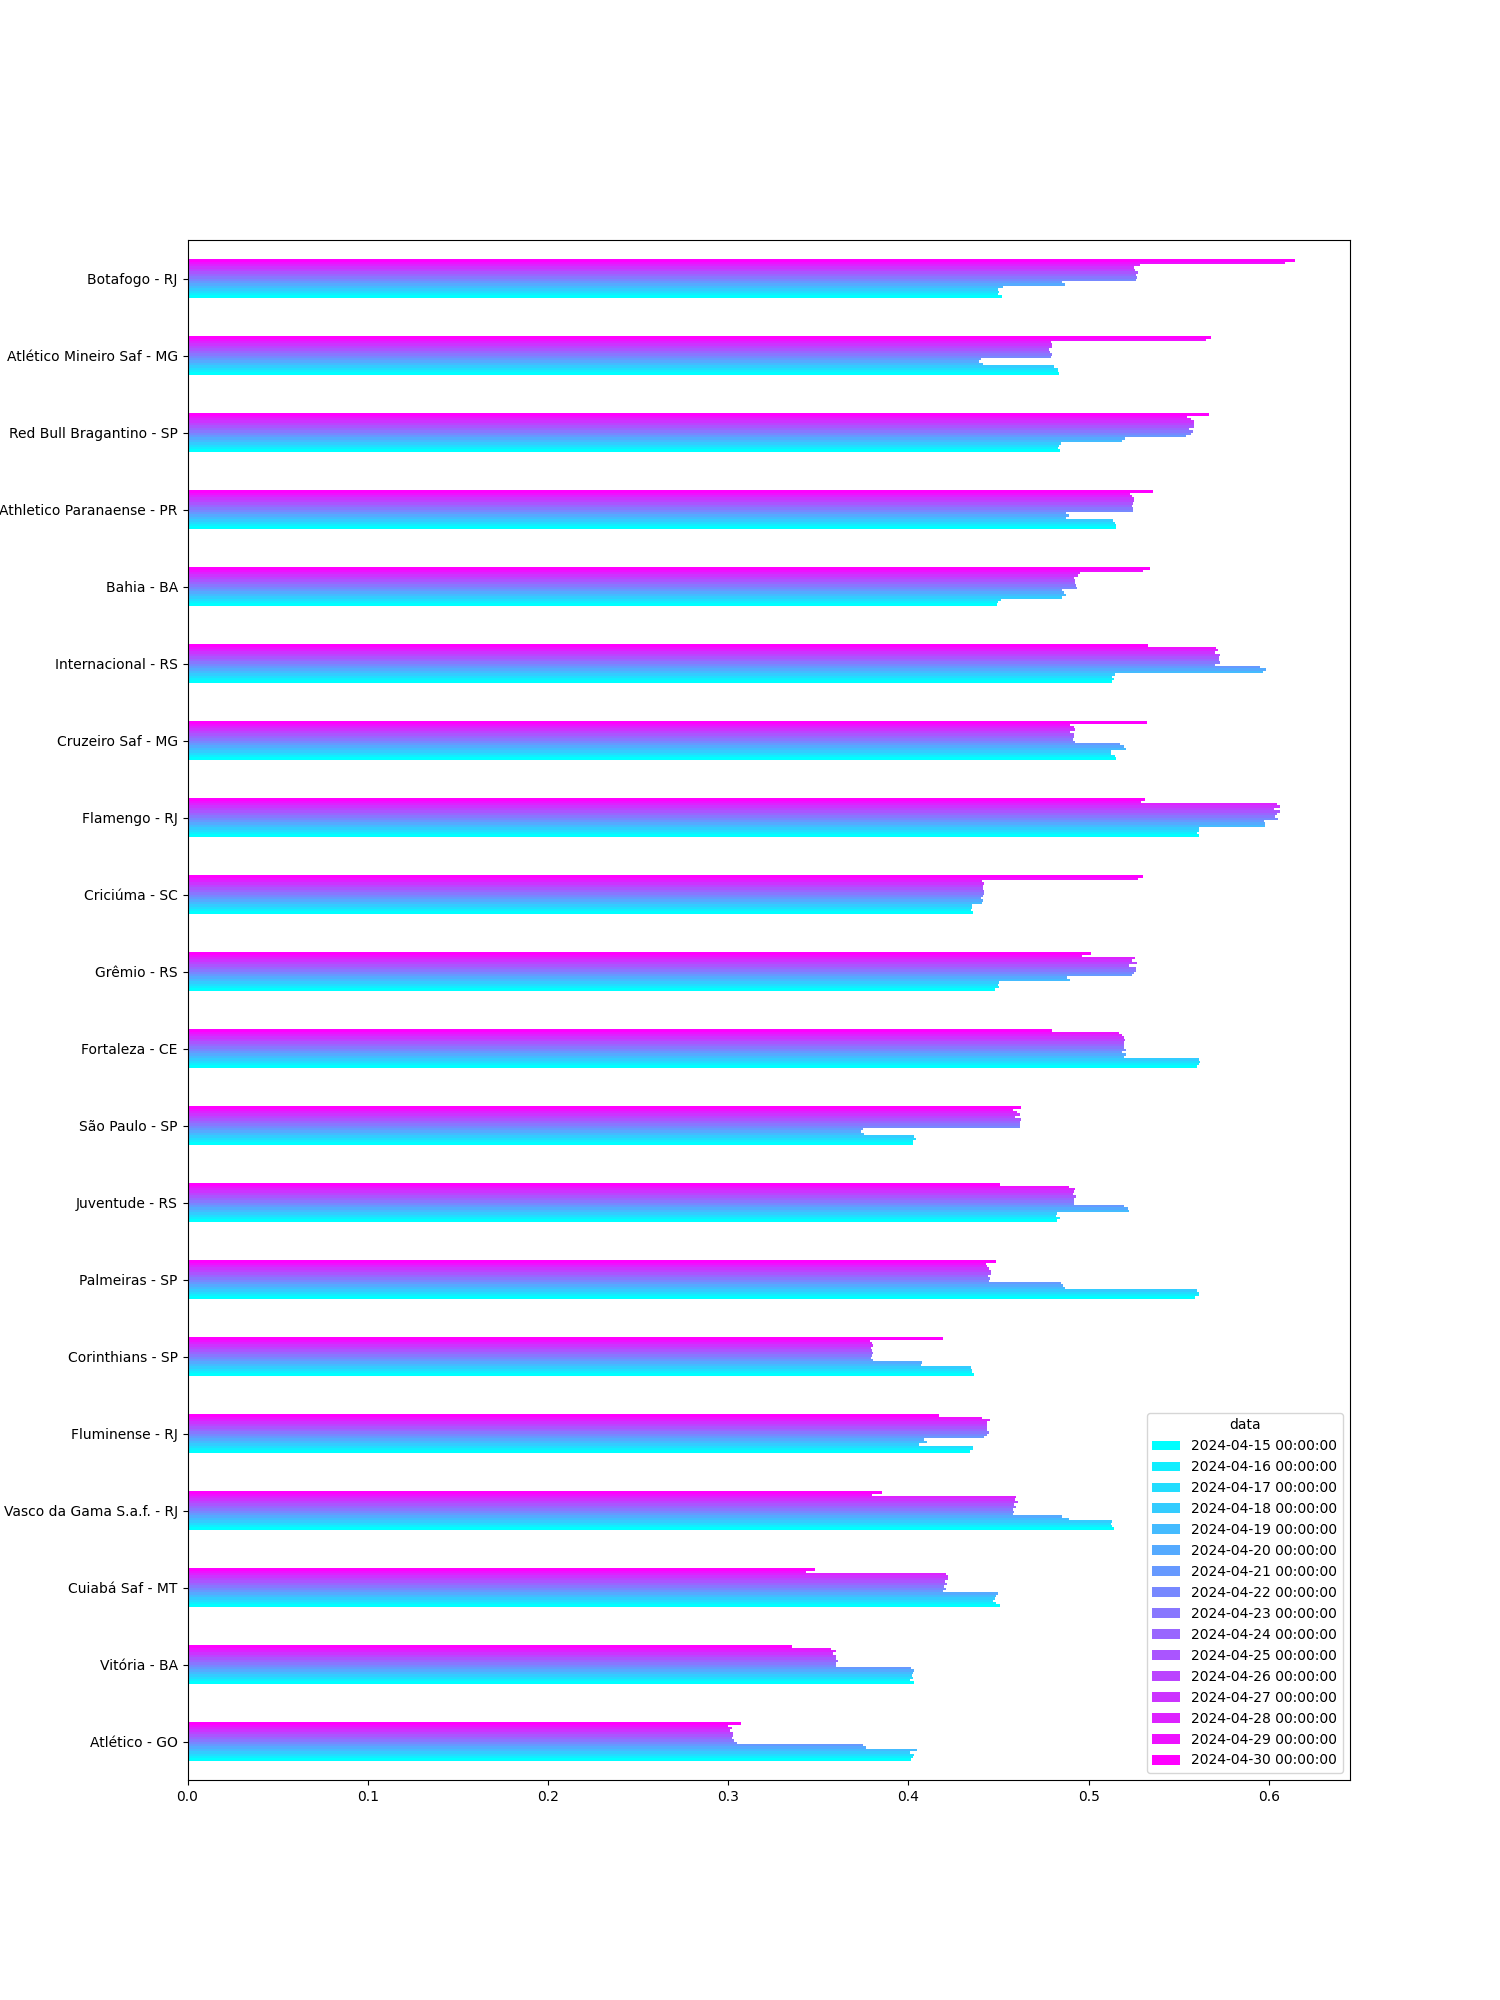 Botafogo - RJ
Atlético Mineiro Saf - MG
Red Bull Bragantino - SP
Athletico Paranaense - PR
Bahia - BA
Internacional - RS
Cruzeiro Saf - MG
Flamengo - RJ
Criciúma - SC
Grêmio - RS
Fortaleza - CE
São Paulo - SP
Juventude - RS
Palmeiras - SP
Corinthians - SP
Fluminense - RJ
Vasco da Gama S.a.f. - RJ
Cuiabá Saf - MT
Vitória - BA
Atlético - GO
data
2024-04-15 00:00:00
2024-04-16 00:00:00
2024-04-17 00:00:00
2024-04-18 00:00:00
2024-04-19 00:00:00
2024-04-20 00:00:00
2024-04-21 00:00:00
2024-04-22 00:00:00
2024-04-23 00:00:00
2024-04-24 00:00:00
2024-04-25 00:00:00
2024-04-26 00:00:00
2024-04-27 00:00:00
2024-04-28 00:00:00
2024-04-29 00:00:00
2024-04-30 00:00:00
0.0 0.1 0.2 0.3 0.4 0.5 0.6